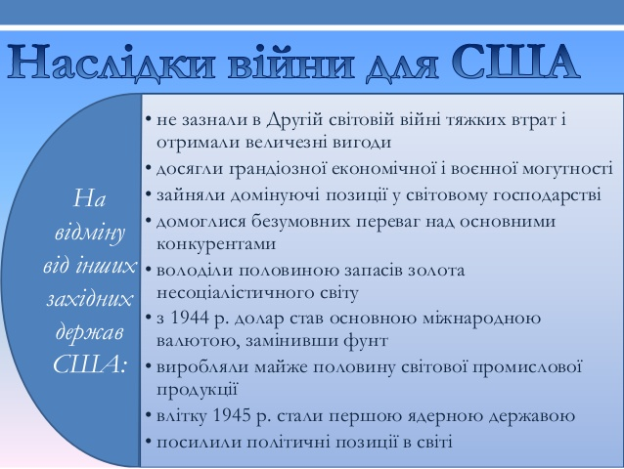 Наслідки війни для США
На
відміну
від інших
західних
держав
США:
• не зазнали в Другій світовій війні тяжких втрат і
отримали величезні вигоди
• досягли грандіозної економічної і воєнної могутності
• зайняли домінуючі позиції у світовому господарстві
• домоглися безумовних переваг над основними
конкурентами
• володіли половиною запасів золота
несоціалістичного світу
• з 1944 р. долар став основною міжнародною
валютою, замінивши фунт
• виробляли майже половину світової промислової
продукції
• влітку 1945 р. стали першою ядерною державою
• посилили політичні позиції в світі